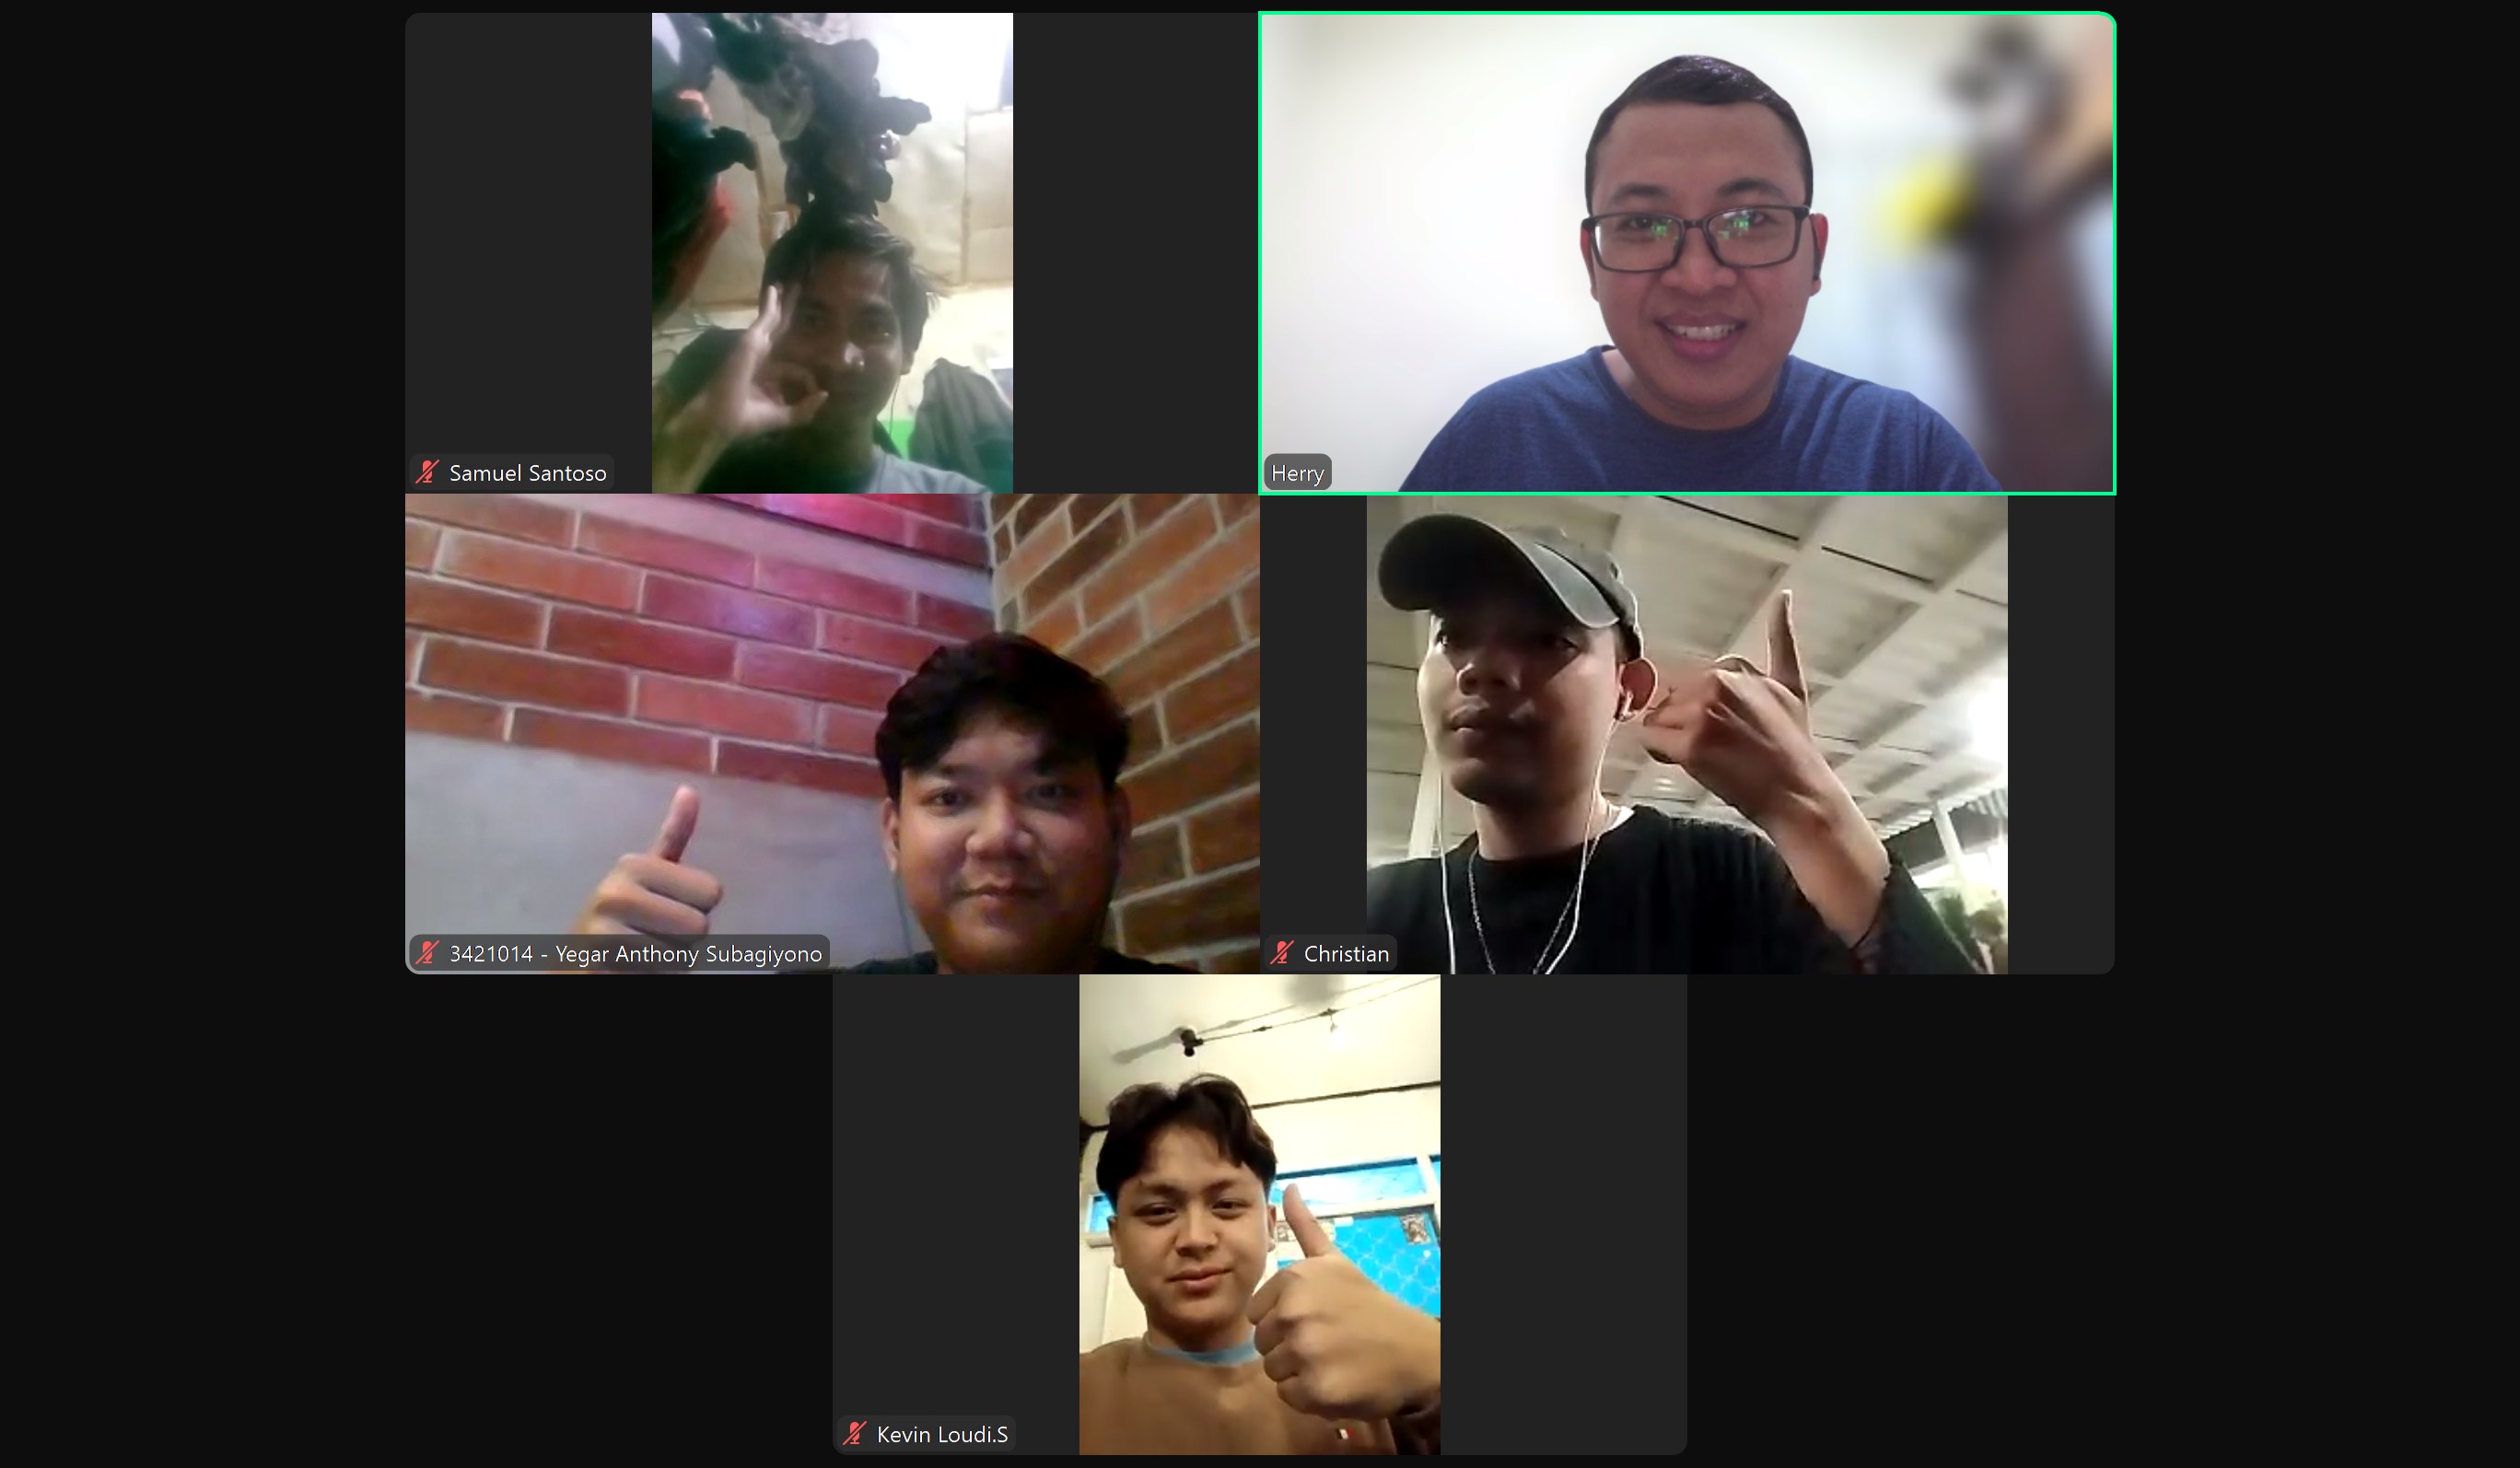 Samuel Santoso
Herry
3421014 - Yegar Anthony Subagiyono
Christian
Kevin Loudi.S